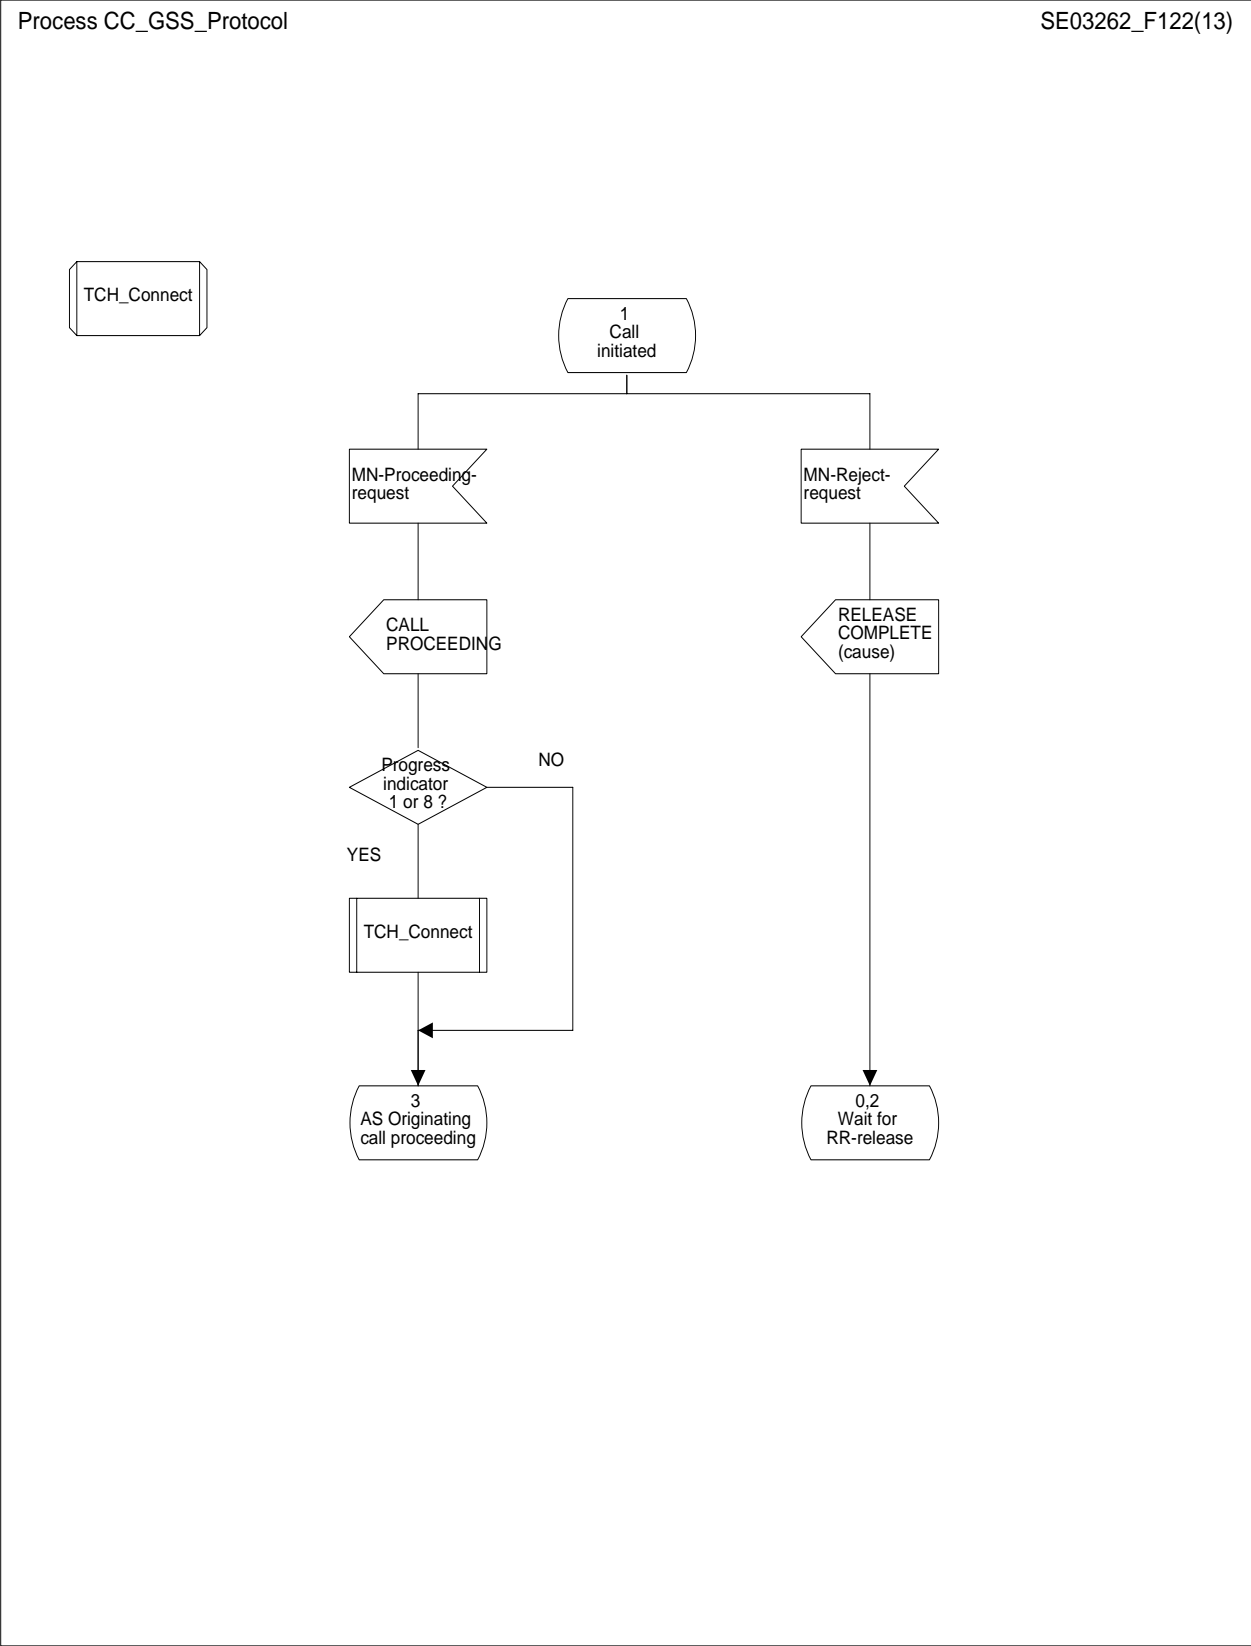 Process CC_GSS_Protocol
SE03262_F122(13)
TCH_Connect
1
Call
initiated
MN-Proceeding-
request
MN-Reject-
request
CALL
PROCEEDING
RELEASE
COMPLETE
(cause)
Progress
indicator
1 or 8 ?
NO
YES
TCH_Connect
3
AS Originating
call proceeding
0,2
Wait for
RR-release